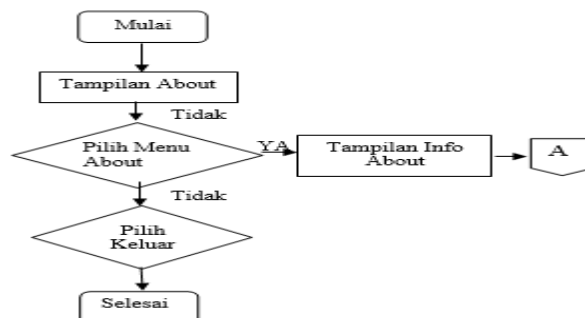 Mulai
Tampilan About
Tidak
Pilih Menu
About
YA
Tampilan Info
About
A
Tidak
Pilih
Keluar
Selesai